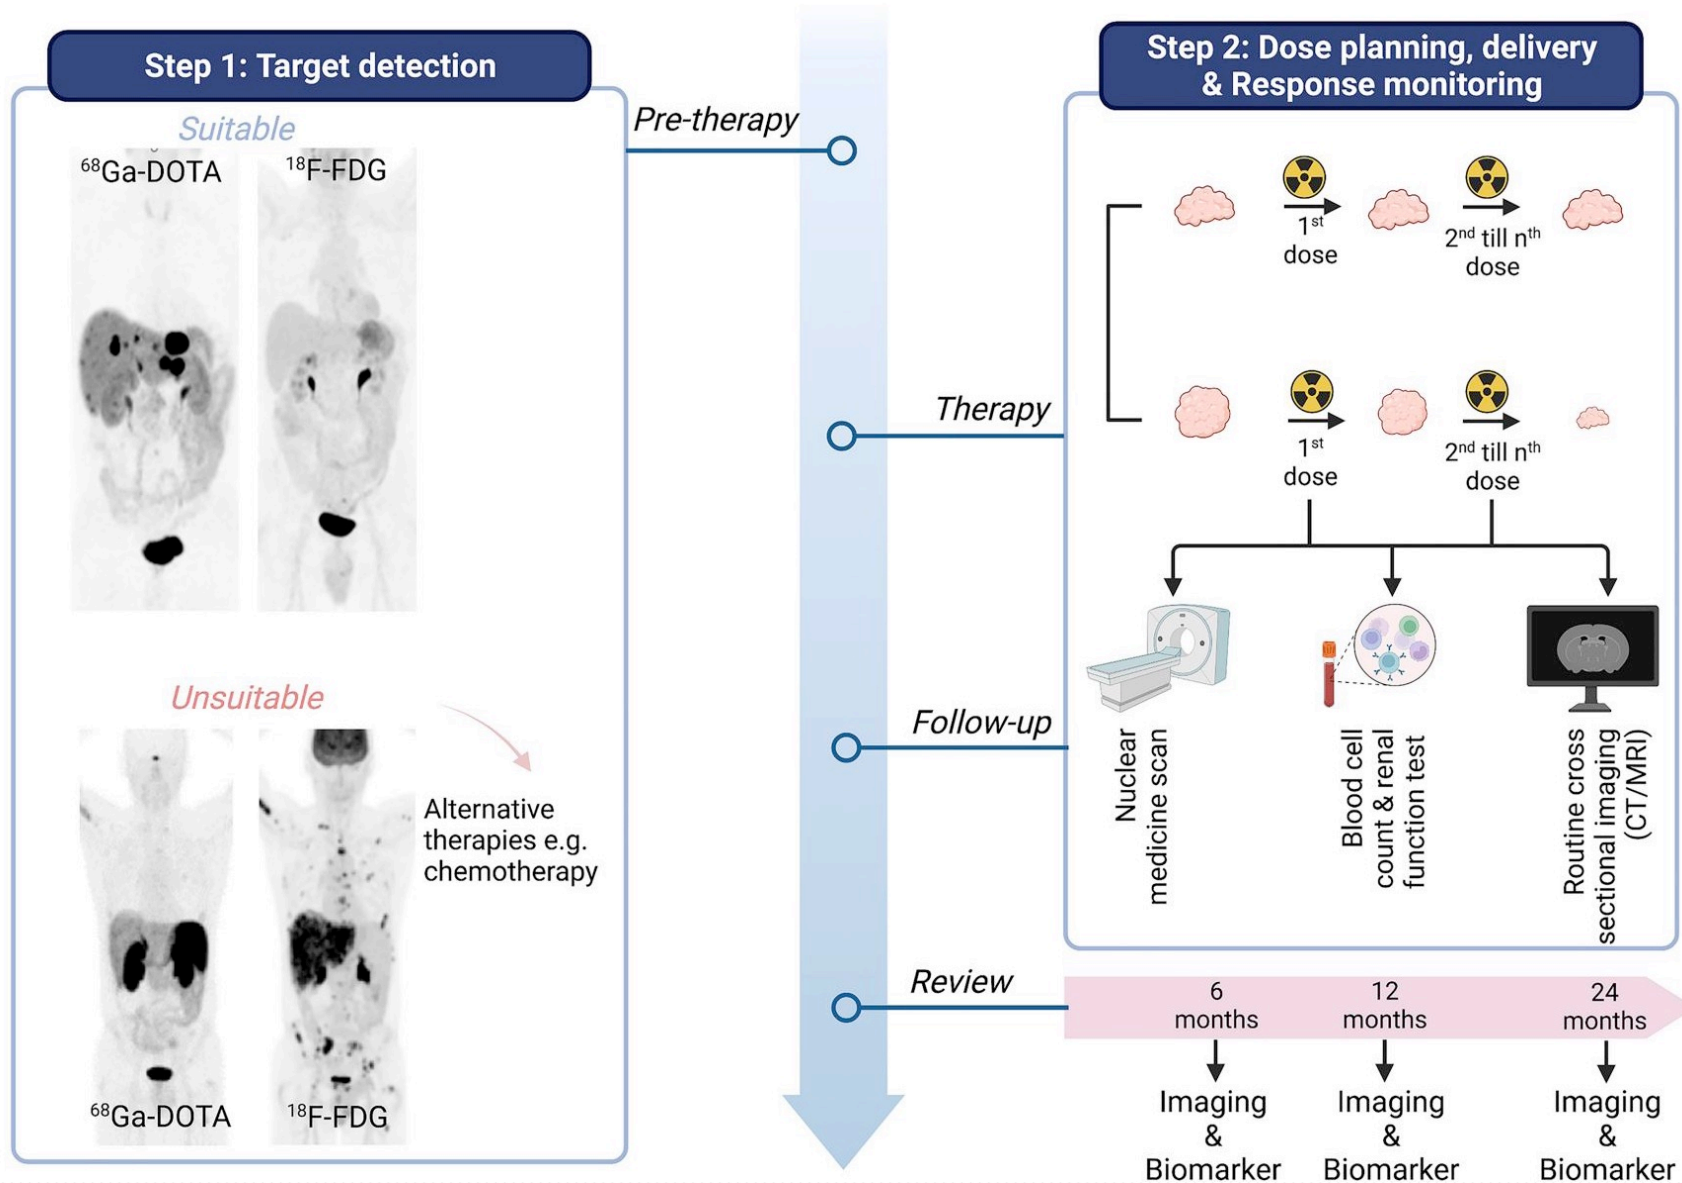 Step 1: Target detection
Suitable
⁶⁸Ga-DOTA
¹⁸F-FDG
Unsuitable
Alternative
therapies e.g.
chemotherapy
⁶⁸Ga-DOTA
¹⁸F-FDG
Pre-therapy
Therapy
Follow-up
Review
Step 2: Dose planning, delivery
& Response monitoring
1ˢᵗ
dose
2ⁿᵈ till nᵗʰ
dose
1ˢᵗ
dose
2ⁿᵈ till nᵗʰ
dose
Nuclear
medicine scan
Blood cell
count & renal
function test
Routine cross
sectional imaging
(CT/MRI)
6
months
12
months
24
months
Imaging
&
Biomarker
Imaging
&
Biomarker
Imaging
&
Biomarker